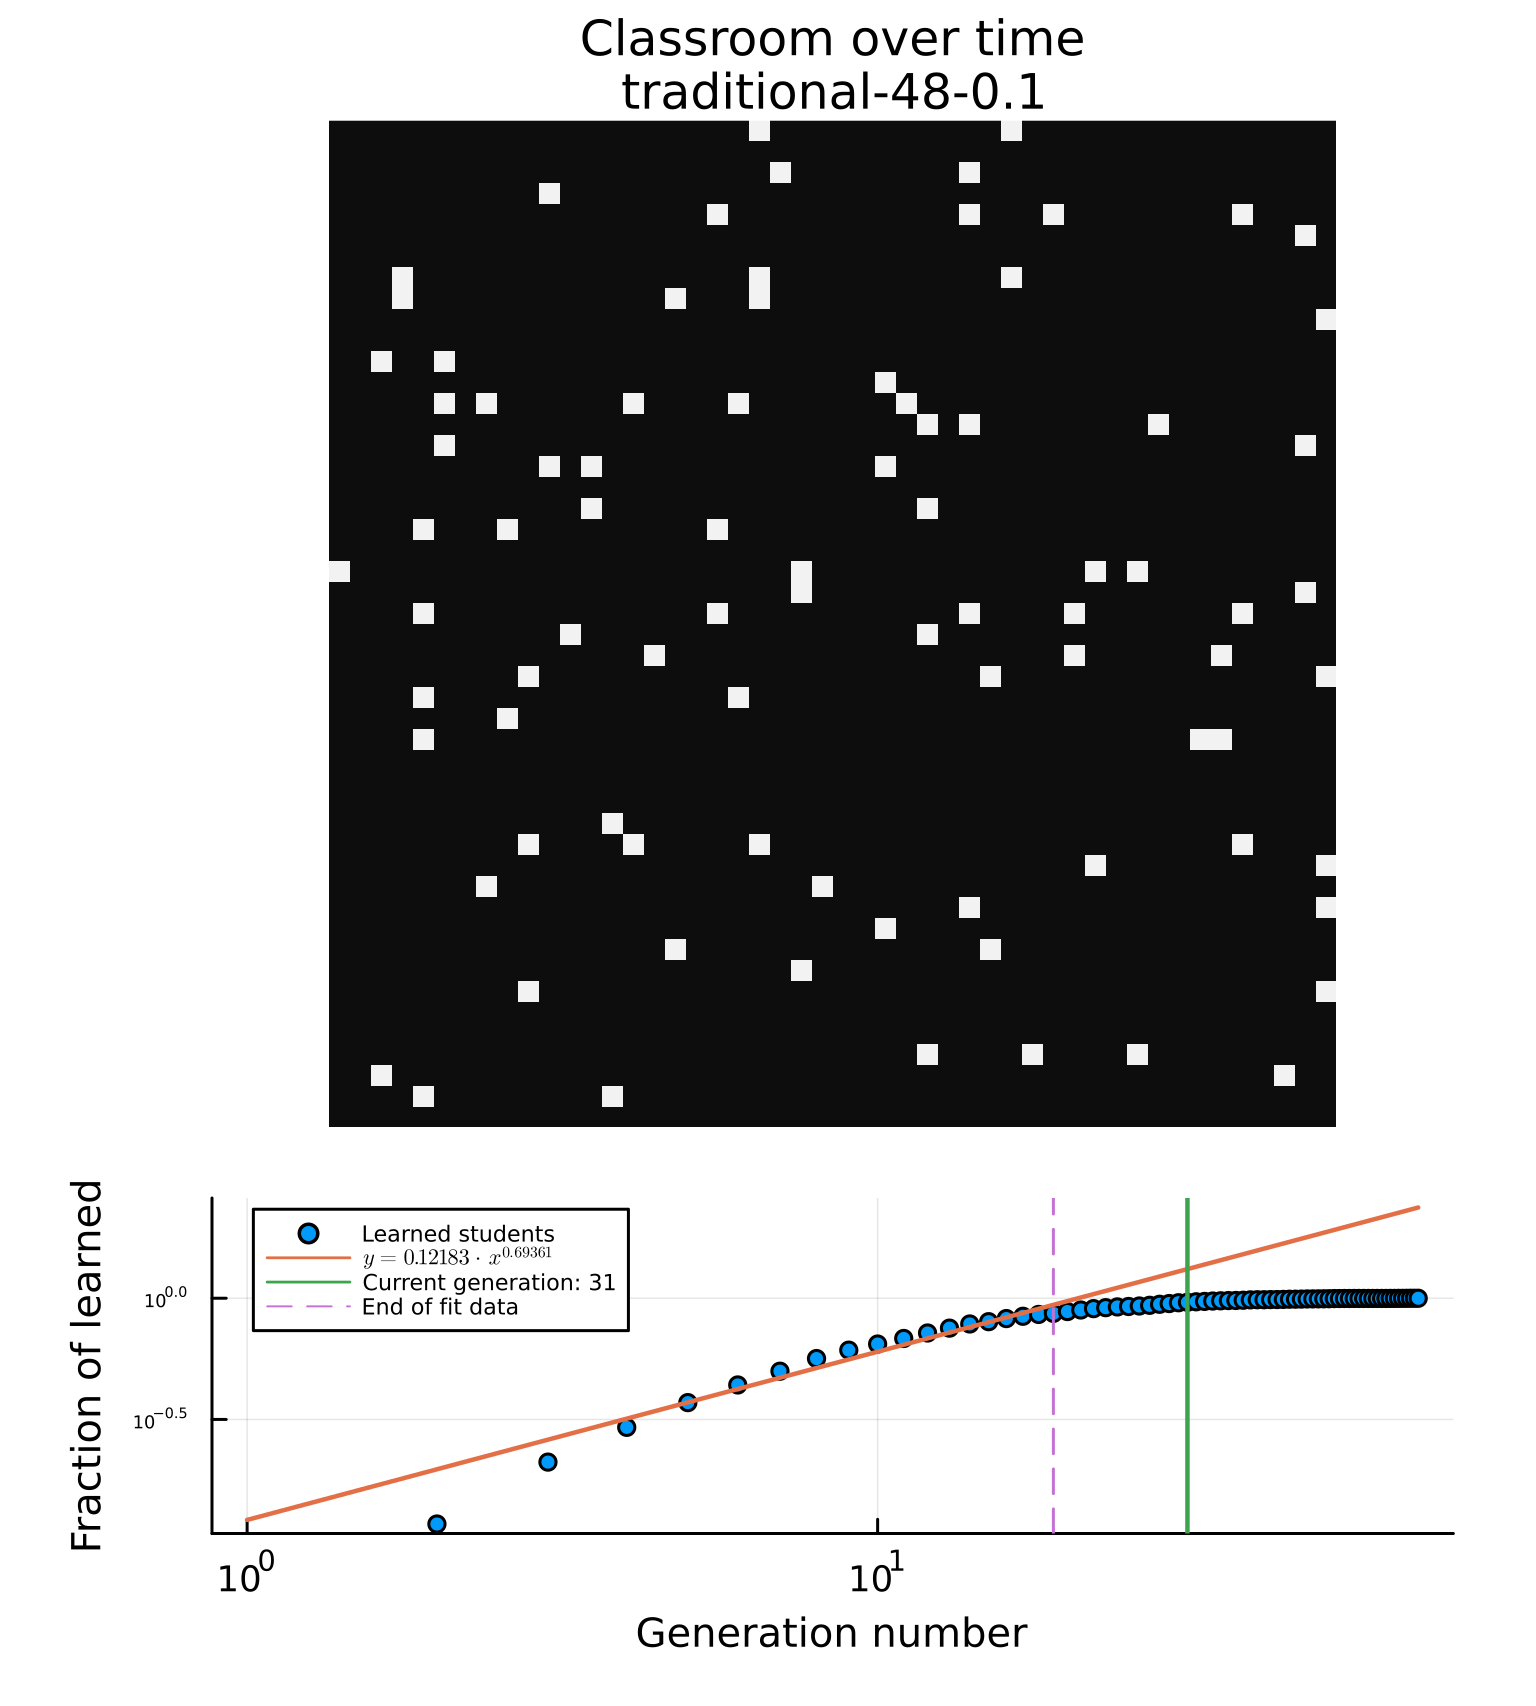 Classroom over time
traditional-48-0.1
Fraction of learned
Learned students
y = 0.12183 · x^0.69361
Current generation: 31
End of fit data
10^0.0
10^−0.5
10^0
10^1
Generation number